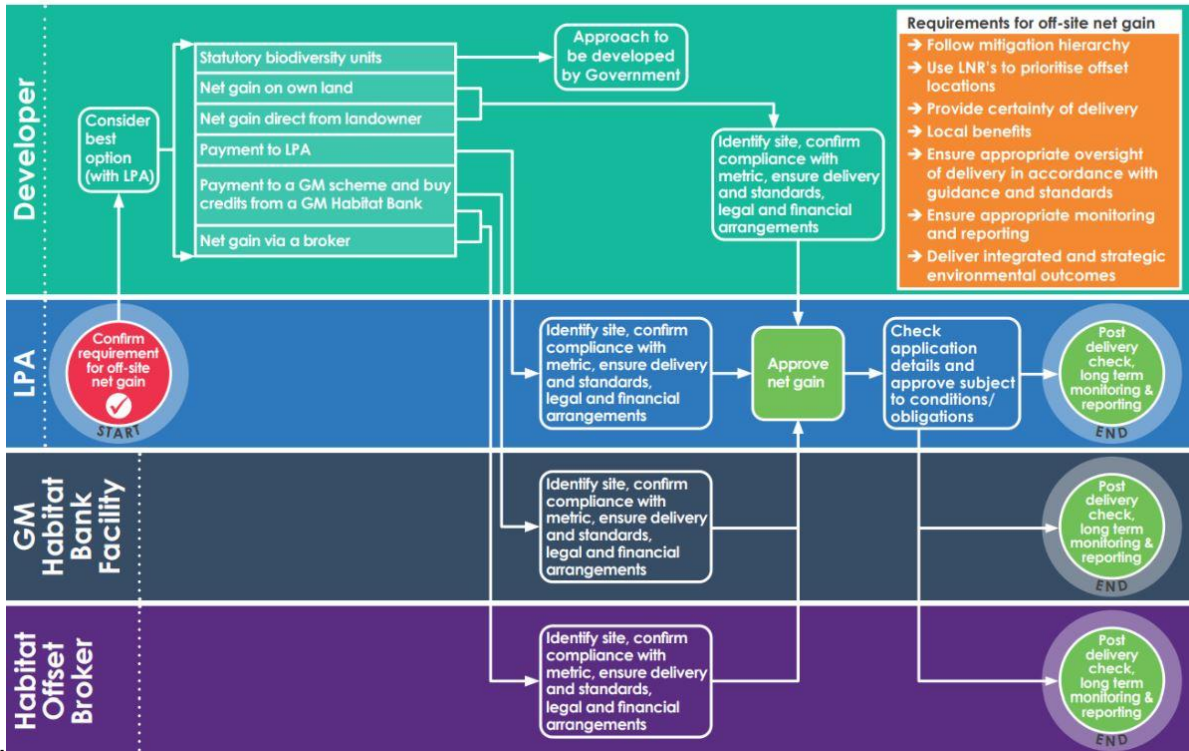 Developer
Consider
best
option
(with LPA)
Statutory biodiversity units
Net gain on own land
Net gain direct from landowner
Payment to LPA
Payment to a GM scheme and buy
credits from a GM Habitat Bank
Net gain via a broker
Approach to
be developed
by Government
Identify site, confirm
compliance with
metric, ensure delivery
and standards,
legal and financial
arrangements
Requirements for off-site net gain
→ Follow mitigation hierarchy
→ Use LNR's to prioritise offset
locations
→ Provide certainty of delivery
→ Local benefits
→ Ensure appropriate oversight
of delivery in accordance with
guidance and standards
→ Ensure appropriate monitoring
and reporting
→ Deliver integrated and strategic
environmental outcomes
LPA
Confirm
requirement
for off-site
net gain
START
Identify site, confirm
compliance with
metric, ensure delivery
and standards,
legal and financial
arrangements
Approve
net gain
Check
application
details and
approve subject
to conditions/
obligations
Post
delivery
check,
long term
monitoring &
reporting
END
GM
Habitat
Bank
Facility
Identify site, confirm
compliance with
metric, ensure delivery
and standards,
legal and financial
arrangements
Post
delivery
check,
long term
monitoring &
reporting
END
Habitat
Offset
Broker
Identify site, confirm
compliance with
metric, ensure delivery
and standards,
legal and financial
arrangements
Post
delivery
check,
long term
monitoring &
reporting
END